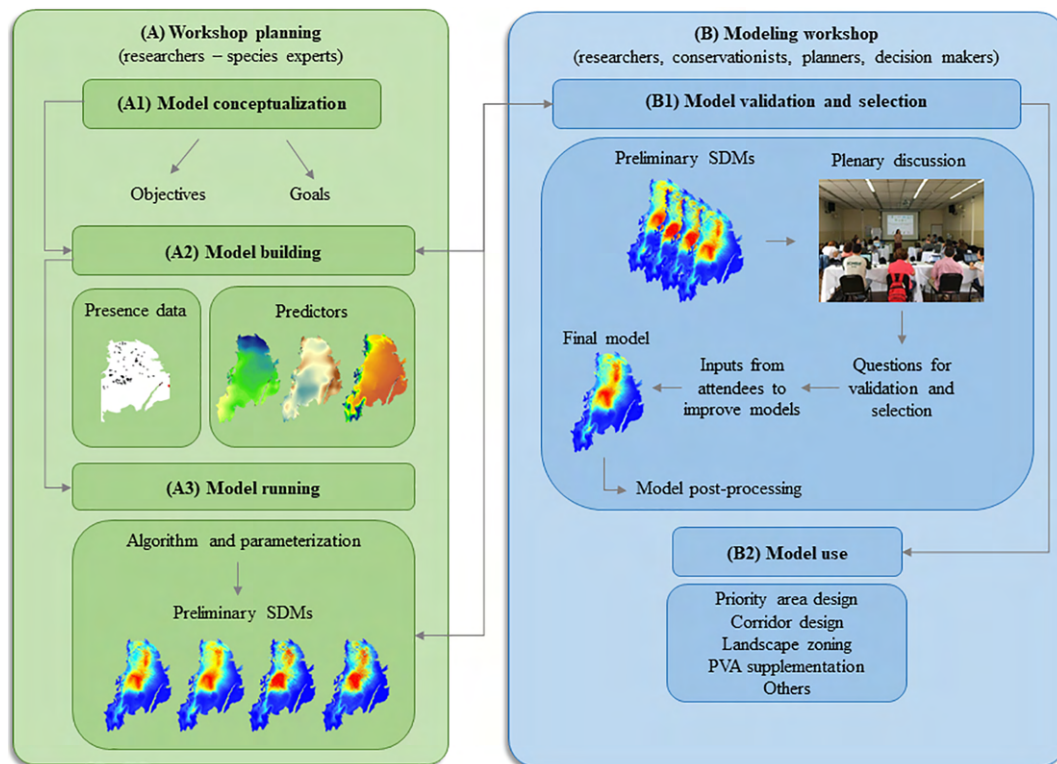 (A) Workshop planning
(researchers – species experts)
(A1) Model conceptualization
Objectives
Goals
(A2) Model building
Presence data
Predictors
(A3) Model running
Algorithm and parameterization
Preliminary SDMs
(B) Modeling workshop
(researchers, conservationists, planners, decision makers)
(B1) Model validation and selection
Preliminary SDMs
Plenary discussion
Final model
Inputs from
attendees to
improve models
Questions for
validation and
selection
Model post-processing
(B2) Model use
Priority area design
Corridor design
Landscape zoning
PVA supplementation
Others